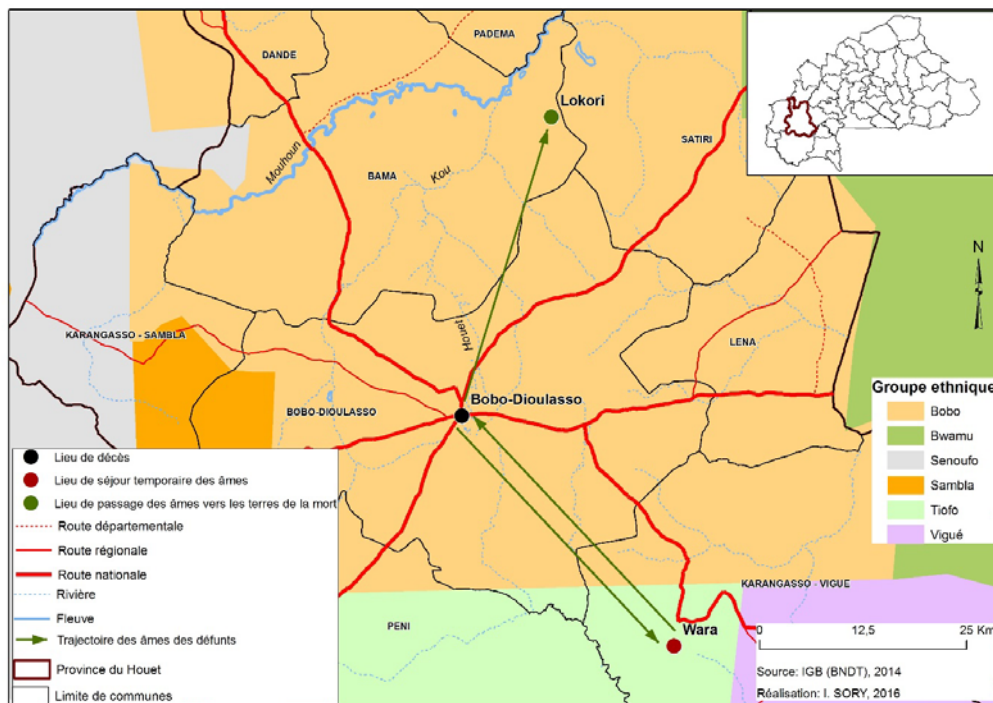 PADEMA
DANDE
Lokori
SATIRI
Mouhoun
BAMA
Kou
N
KARANGASSO - SAMBLA
Houet
LENA
Groupe ethnique
Bobo
Bwamu
Senoufo
Sambla
Tiofo
Vigué
BOBO-DIOULASSO
Bobo-Dioulasso
Lieu de décès
Lieu de séjour temporaire des âmes
Lieu de passage des âmes vers les terres de la mort
Route départementale
Route régionale
Route nationale
Rivière
Fleuve
Trajectoire des âmes des défunts
Province du Houet
Limite de communes
KARANGASSO - VIGUE
PENI
Wara
0 12,5 25 Km
Source: IGB (BNDT), 2014
Réalisation: I. SORY, 2016